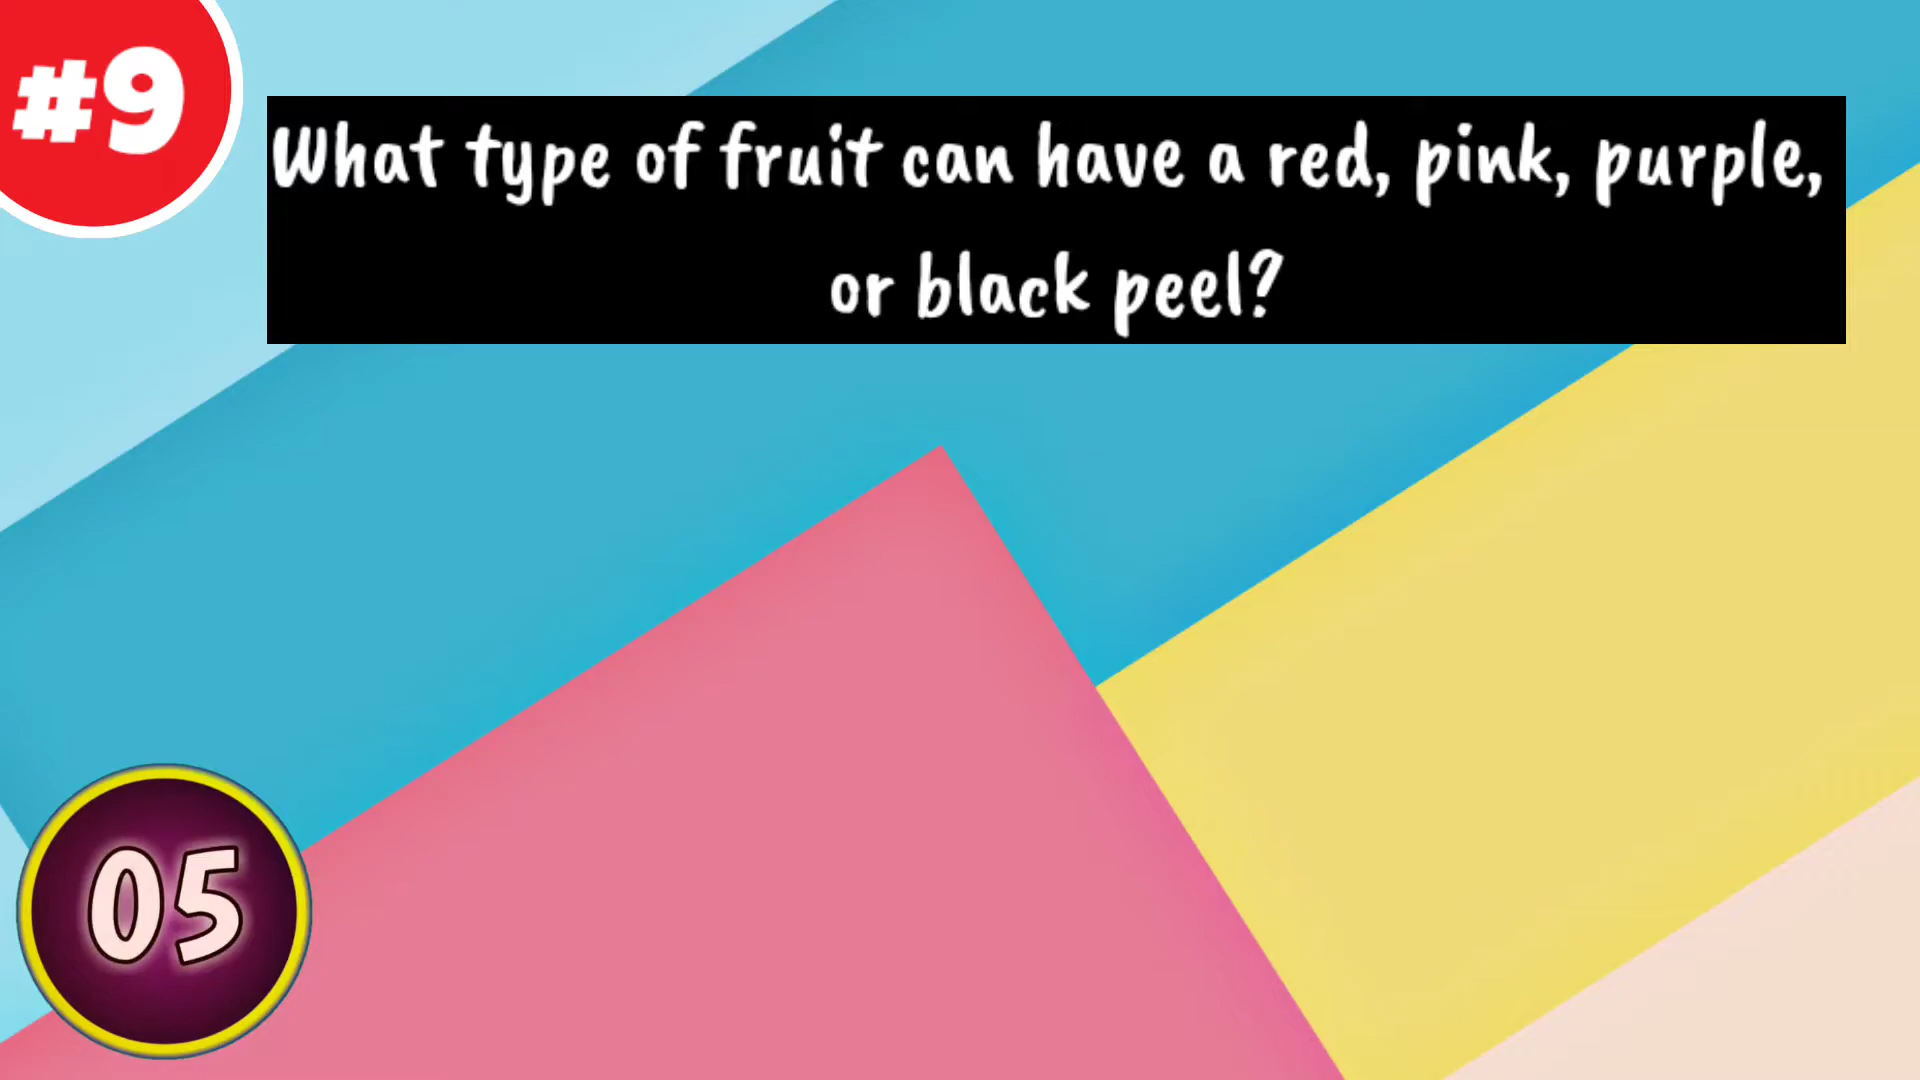 #9
What type of fruit can have a red, pink, purple,
or black peel?
05